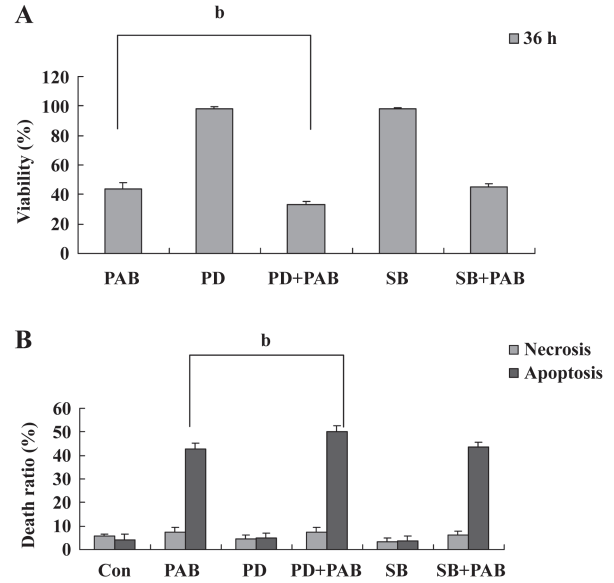 A
b
36 h
Viability (%)
120
100
80
60
40
20
0
PAB PD PD+PAB SB SB+PAB
B
b
Necrosis
Apoptosis
Death ratio (%)
60
50
40
30
20
10
0
Con PAB PD PD+PAB SB SB+PAB